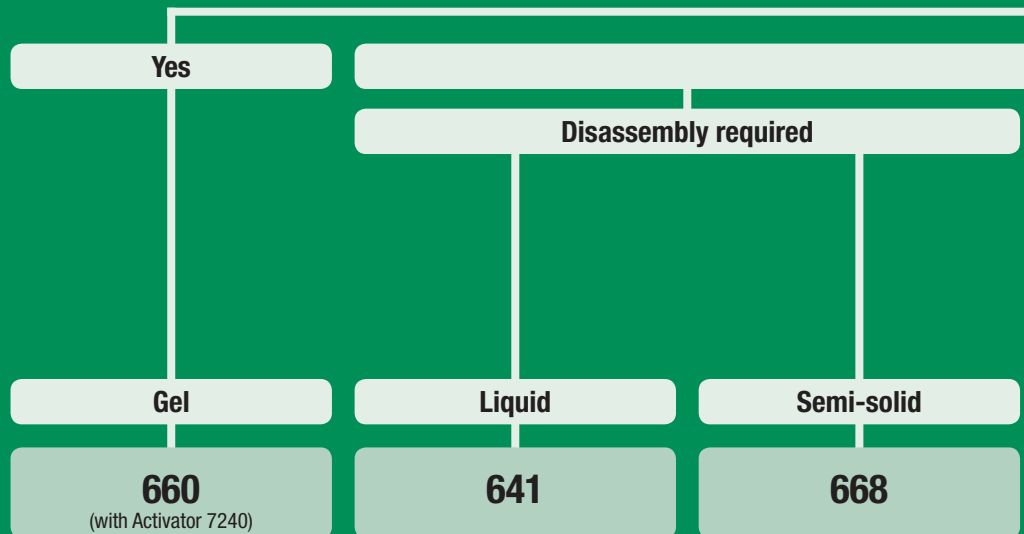 Yes
Disassembly required
Gel
Liquid
Semi-solid
660
(with Activator 7240)
641
668